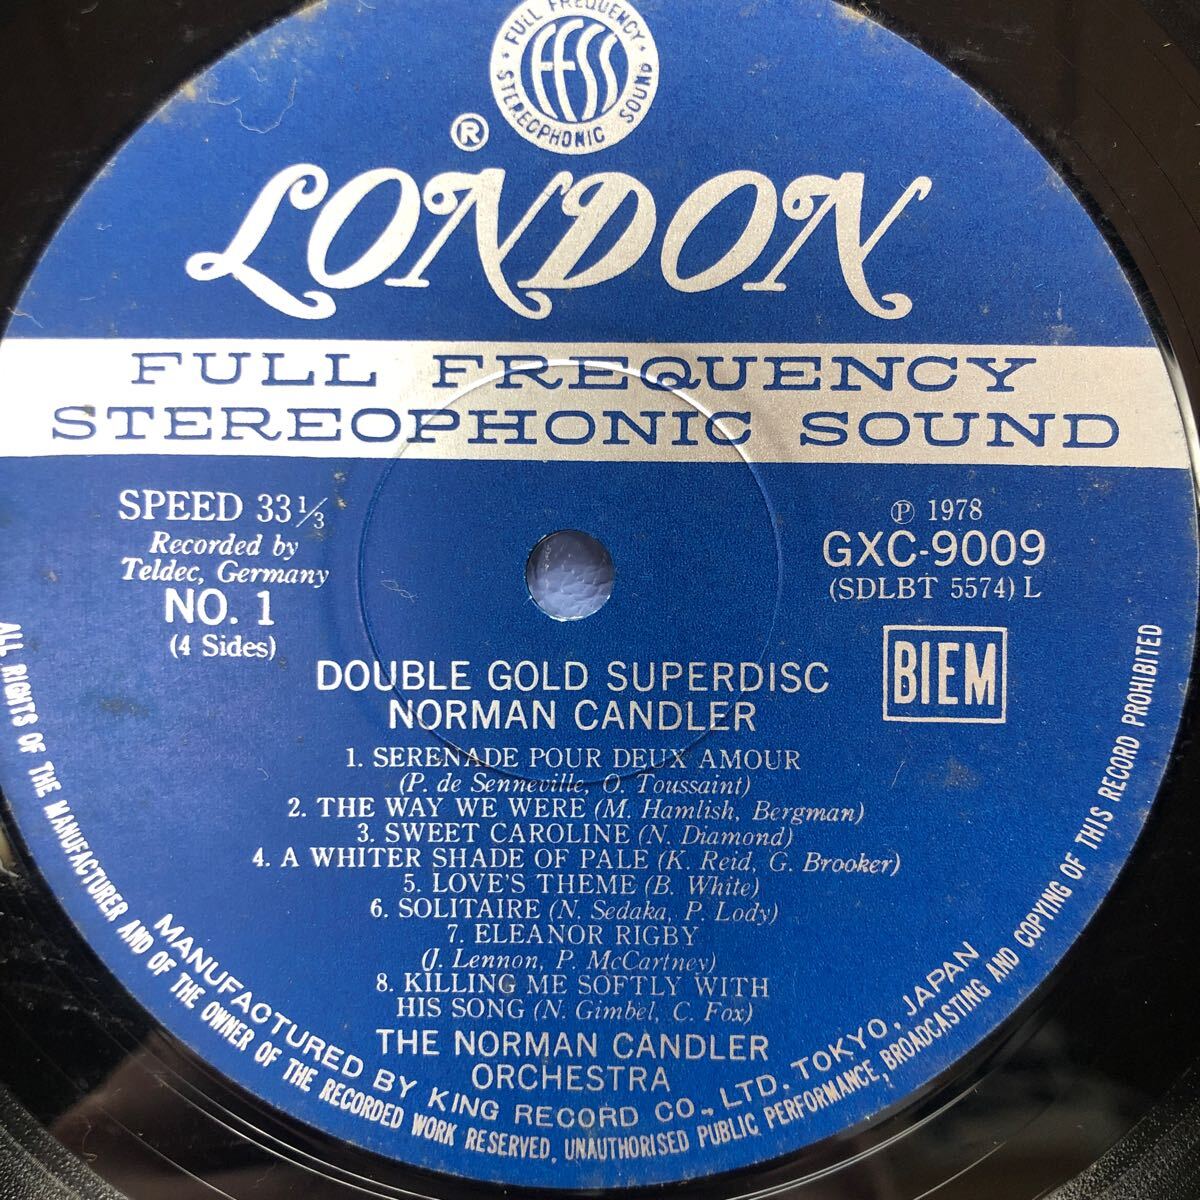 FULL FREQUENCY
STEREOPHONIC SOUND
FFSS
®
LONDON
FULL FREQUENCY
STEREOPHONIC SOUND
SPEED 33⅓
Recorded by
Teldec, Germany
NO. 1
(4 Sides)
℗ 1978
GXC-9009
(SDLBT 5574) L
BIEM
DOUBLE GOLD SUPERDISC
NORMAN CANDLER
1. SERENADE POUR DEUX AMOUR
(P. de Senneville, O. Toussaint)
2. THE WAY WE WERE (M. Hamlish, Bergman)
3. SWEET CAROLINE (N. Diamond)
4. A WHITER SHADE OF PALE (K. Reid, G. Brooker)
5. LOVE'S THEME (B. White)
6. SOLITAIRE (N. Sedaka, P. Lody)
7. ELEANOR RIGBY
(J. Lennon, P. McCartney)
8. KILLING ME SOFTLY WITH
HIS SONG (N. Gimbel, C. Fox)
THE NORMAN CANDLER
ORCHESTRA
MANUFACTURED BY KING RECORD CO., LTD. TOKYO, JAPAN
ALL RIGHTS OF THE MANUFACTURER AND OF THE OWNER OF THE RECORDED WORK RESERVED. UNAUTHORISED PUBLIC PERFORMANCE, BROADCASTING AND COPYING OF THIS RECORD PROHIBITED